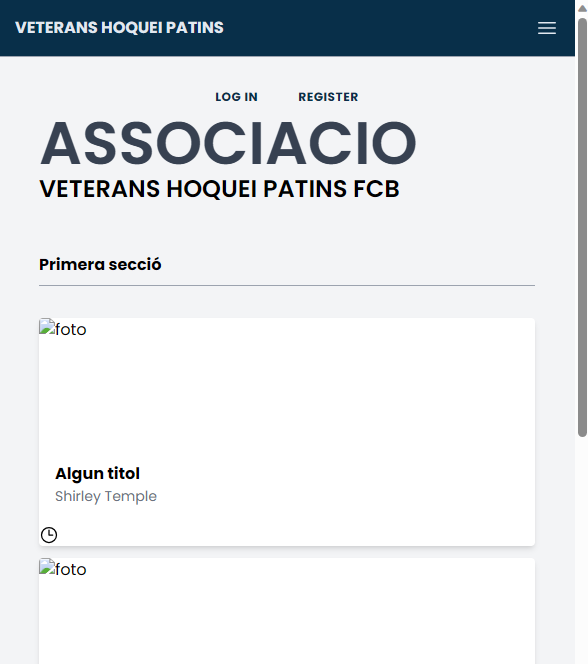 VETERANS HOQUEI PATINS
LOG IN REGISTER
ASSOCIACIO
VETERANS HOQUEI PATINS FCB
Primera secció
foto
Algun titol
Shirley Temple
foto